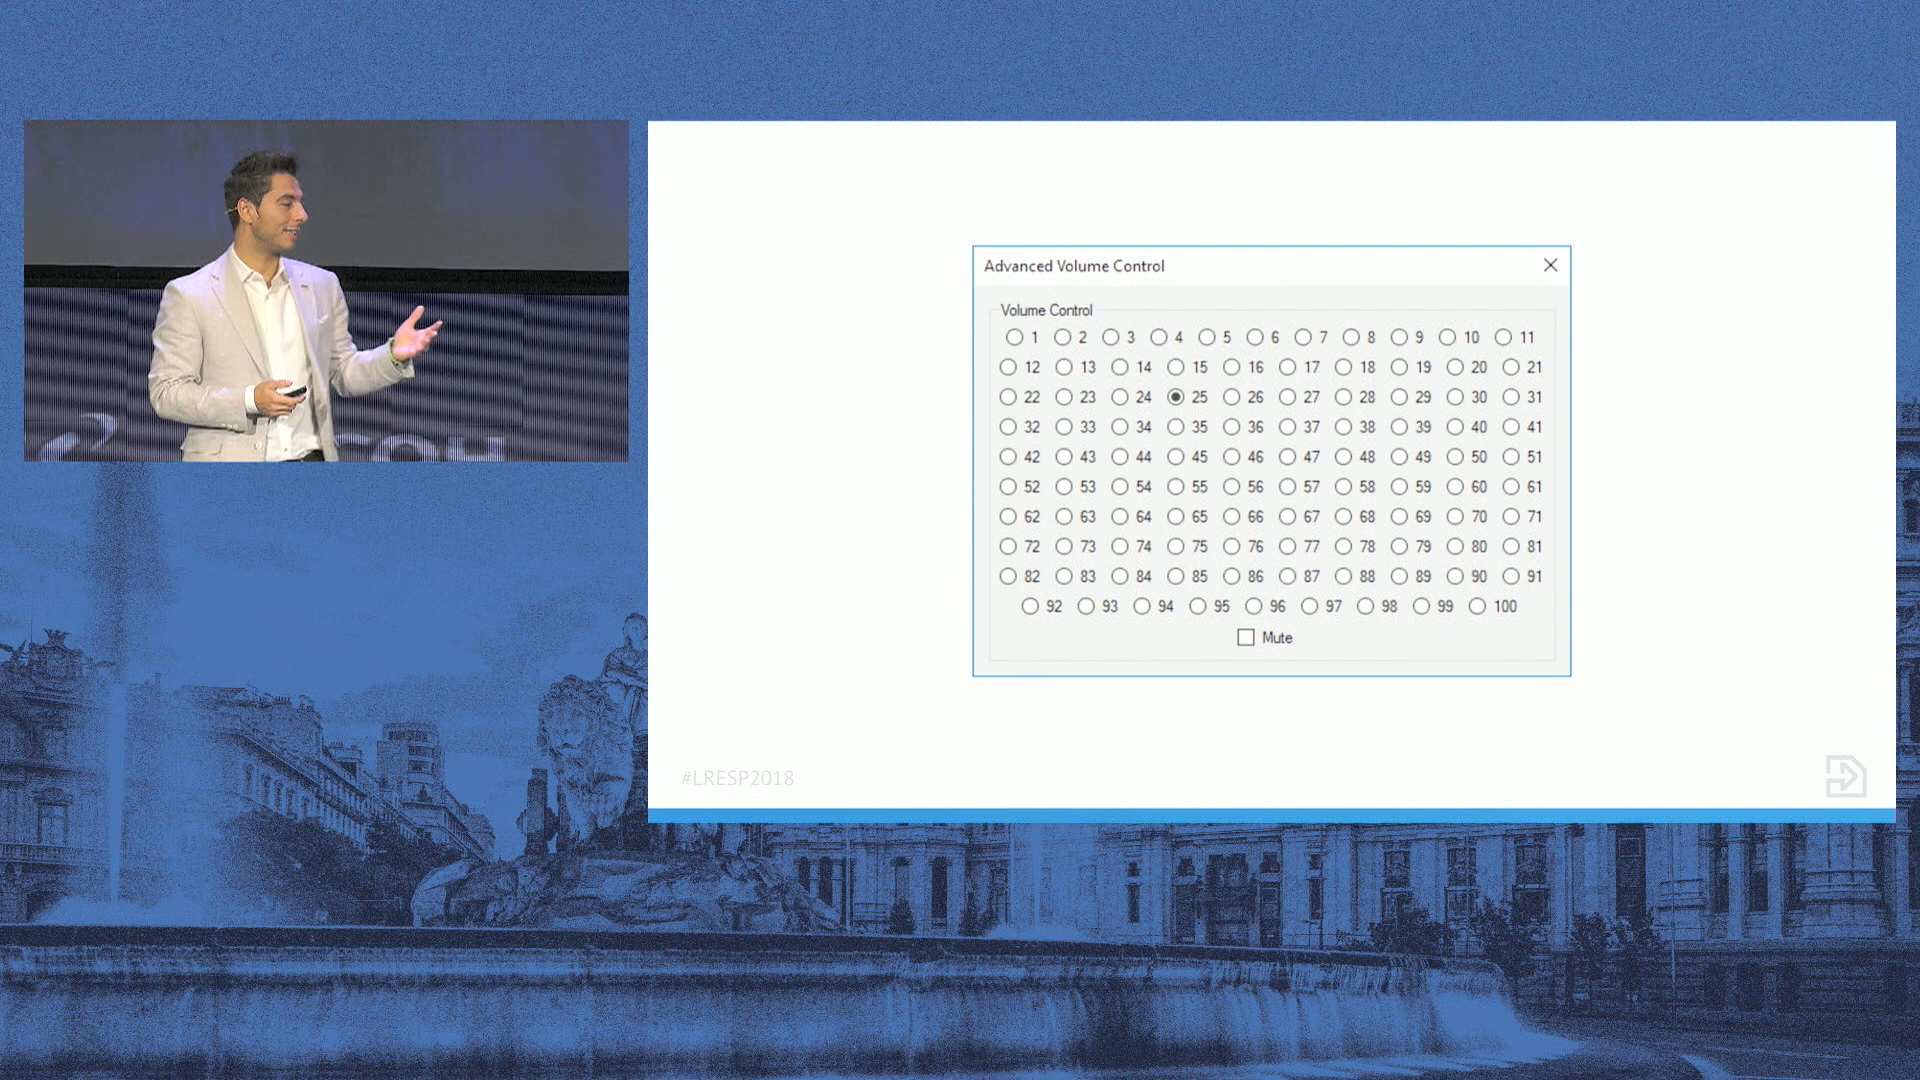 Advanced Volume Control
Volume Control
1 2 3 4 5 6 7 8 9 10 11
12 13 14 15 16 17 18 19 20 21
22 23 24 25 26 27 28 29 30 31
32 33 34 35 36 37 38 39 40 41
42 43 44 45 46 47 48 49 50 51
52 53 54 55 56 57 58 59 60 61
62 63 64 65 66 67 68 69 70 71
72 73 74 75 76 77 78 79 80 81
82 83 84 85 86 87 88 89 90 91
92 93 94 95 96 97 98 99 100
Mute
#LRESP2018